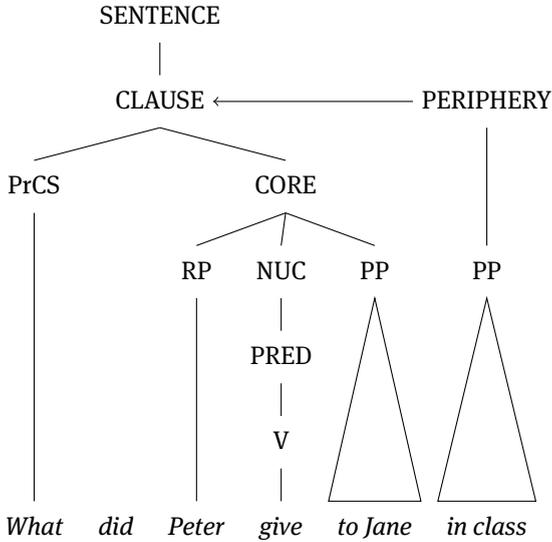 SENTENCE
CLAUSE PERIPHERY
PrCS CORE
RP NUC PP PP
PRED
V
What did Peter give to Jane in class